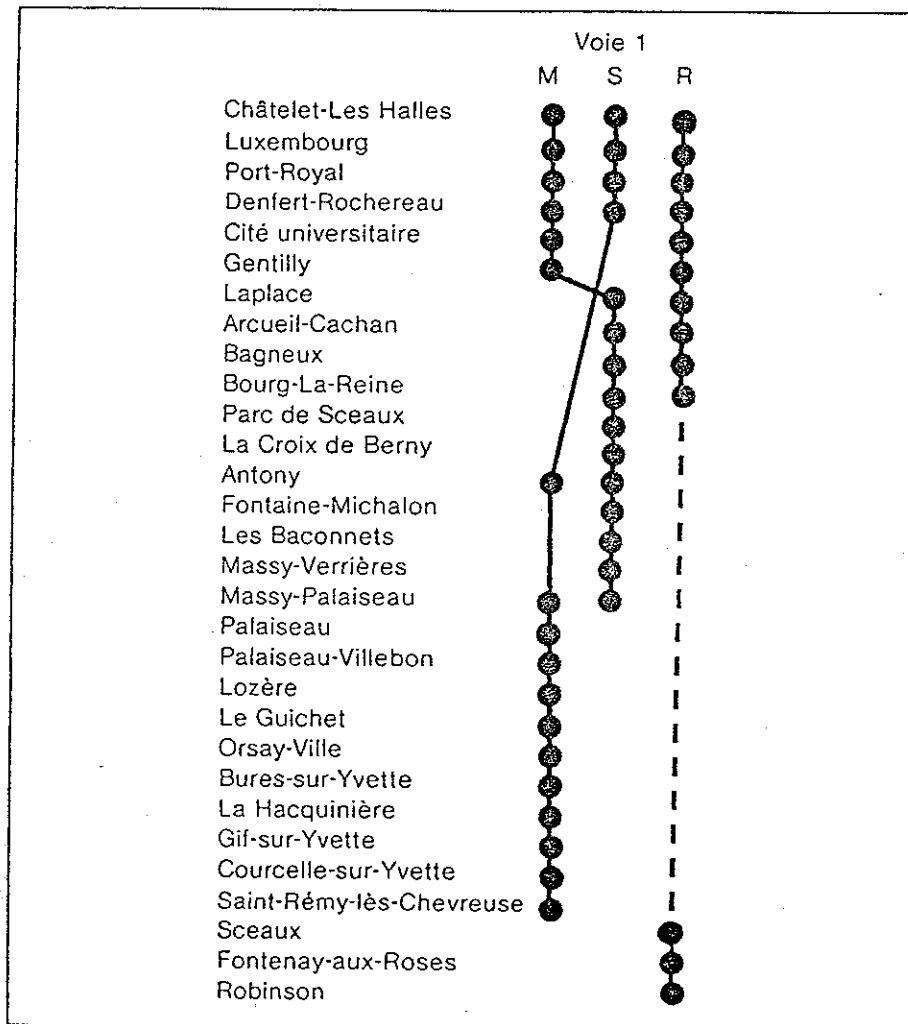 Voie 1
M S R
Châtelet-Les Halles
Luxembourg
Port-Royal
Denfert-Rochereau
Cité universitaire
Gentilly
Laplace
Arcueil-Cachan
Bagneux
Bourg-La-Reine
Parc de Sceaux
La Croix de Berny
Antony
Fontaine-Michalon
Les Baconnets
Massy-Verrières
Massy-Palaiseau
Palaiseau
Palaiseau-Villebon
Lozère
Le Guichet
Orsay-Ville
Bures-sur-Yvette
La Hacquinière
Gif-sur-Yvette
Courcelle-sur-Yvette
Saint-Rémy-lès-Chevreuse
Sceaux
Fontenay-aux-Roses
Robinson